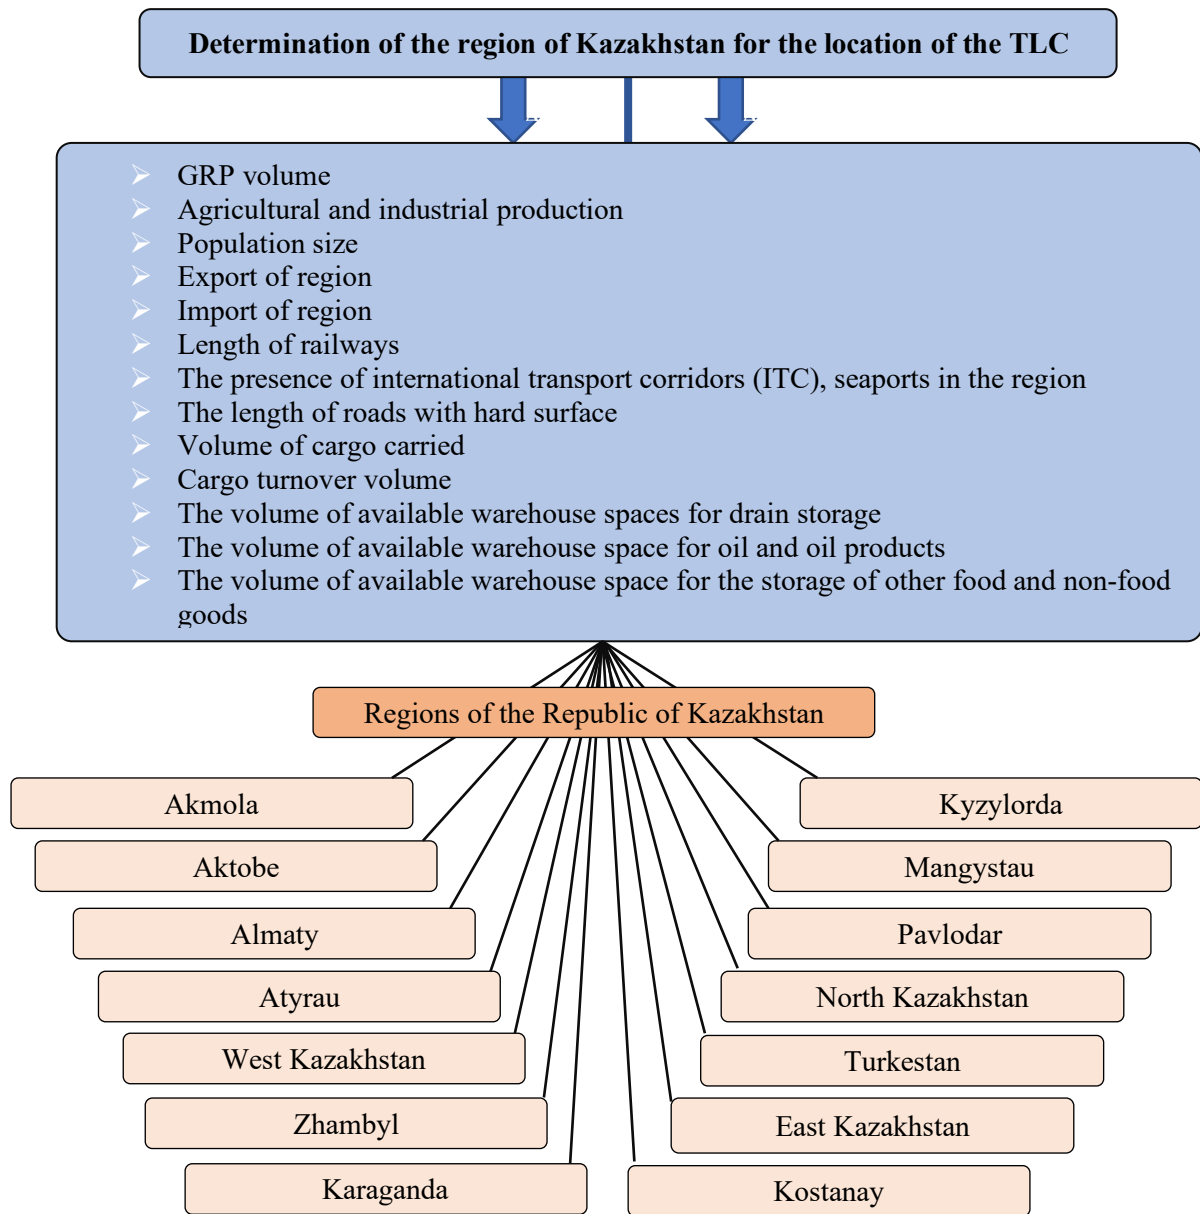 Determination of the region of Kazakhstan for the location of the TLC
GRP volume
Agricultural and industrial production
Population size
Export of region
Import of region
Length of railways
The presence of international transport corridors (ITC), seaports in the region
The length of roads with hard surface
Volume of cargo carried
Cargo turnover volume
The volume of available warehouse spaces for drain storage
The volume of available warehouse space for oil and oil products
The volume of available warehouse space for the storage of other food and non-food
goods
Regions of the Republic of Kazakhstan
Akmola
Aktobe
Almaty
Atyrau
West Kazakhstan
Zhambyl
Karaganda
Kyzylorda
Mangystau
Pavlodar
North Kazakhstan
Turkestan
East Kazakhstan
Kostanay